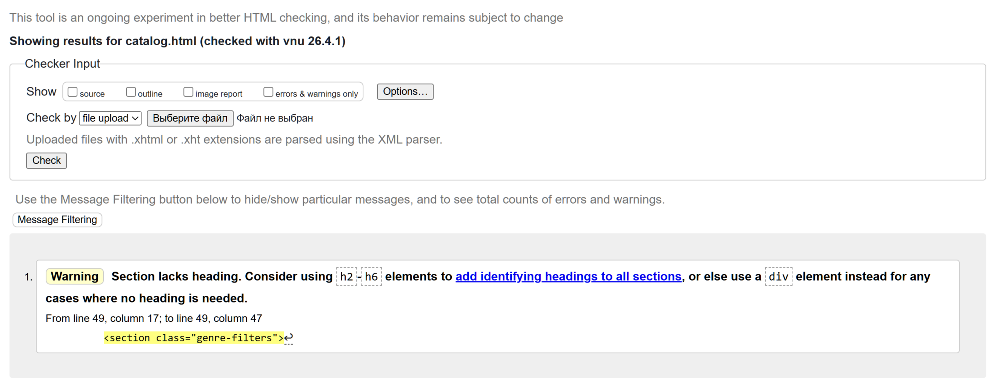 This tool is an ongoing experiment in better HTML checking, and its behavior remains subject to change
Showing results for catalog.html (checked with vnu 26.4.1)
Checker Input
Show source outline image report errors & warnings only Options...
Check by file upload Выберите файл Файл не выбран
Uploaded files with .xhtml or .xht extensions are parsed using the XML parser.
Check
Use the Message Filtering button below to hide/show particular messages, and to see total counts of errors and warnings.
Message Filtering
1. Warning Section lacks heading. Consider using h2-h6 elements to add identifying headings to all sections, or else use a div element instead for any
cases where no heading is needed.
From line 49, column 17; to line 49, column 47
<section class="genre-filters">↩